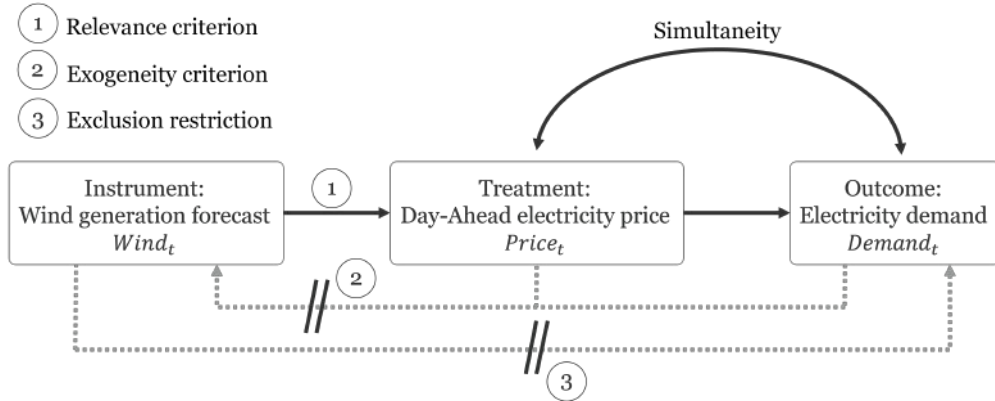 1 Relevance criterion
2 Exogeneity criterion
3 Exclusion restriction
Simultaneity
Instrument:
Wind generation forecast
Wind_t
1
Treatment:
Day-Ahead electricity price
Price_t
Outcome:
Electricity demand
Demand_t
2
3